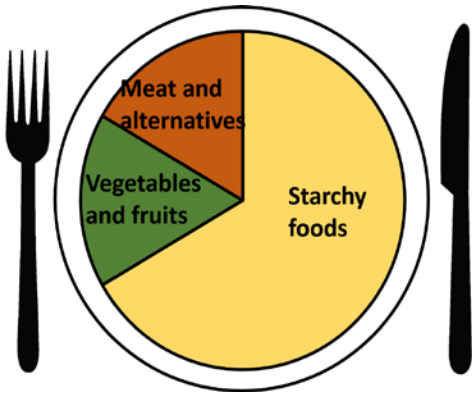 Meat and
alternatives
Vegetables
and fruits
Starchy
foods